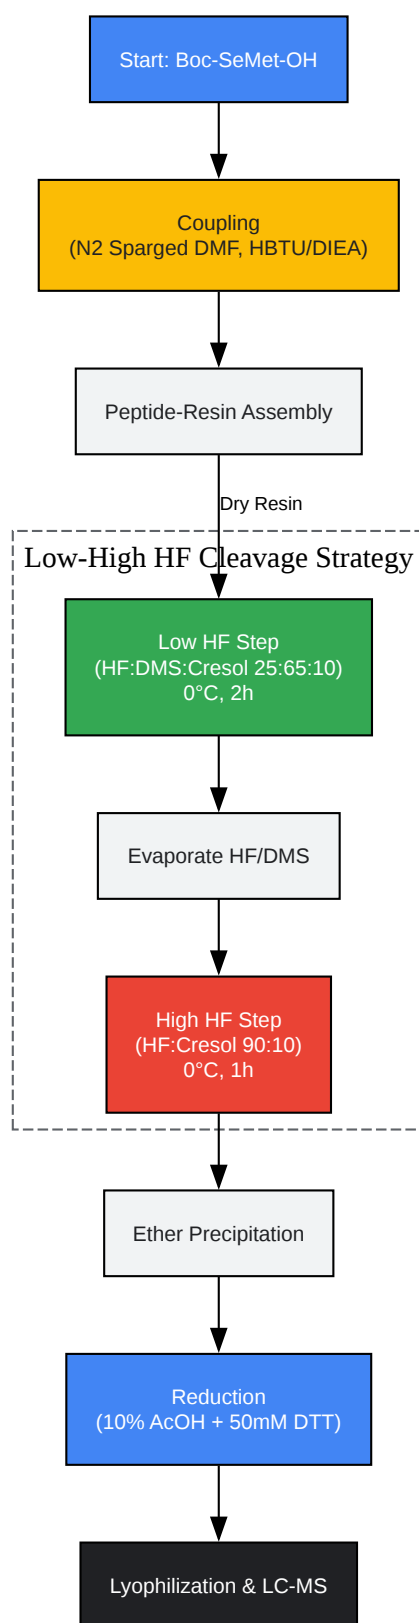 Start: Boc-SeMet-OH
Coupling
(N2 Sparged DMF, HBTU/DIEA)
Peptide-Resin Assembly
Dry Resin
Low-High HF Cleavage Strategy
Low HF Step
(HF:DMS:Cresol 25:65:10)
0°C, 2h
Evaporate HF/DMS
High HF Step
(HF:Cresol 90:10)
0°C, 1h
Ether Precipitation
Reduction
(10% AcOH + 50mM DTT)
Lyophilization & LC-MS